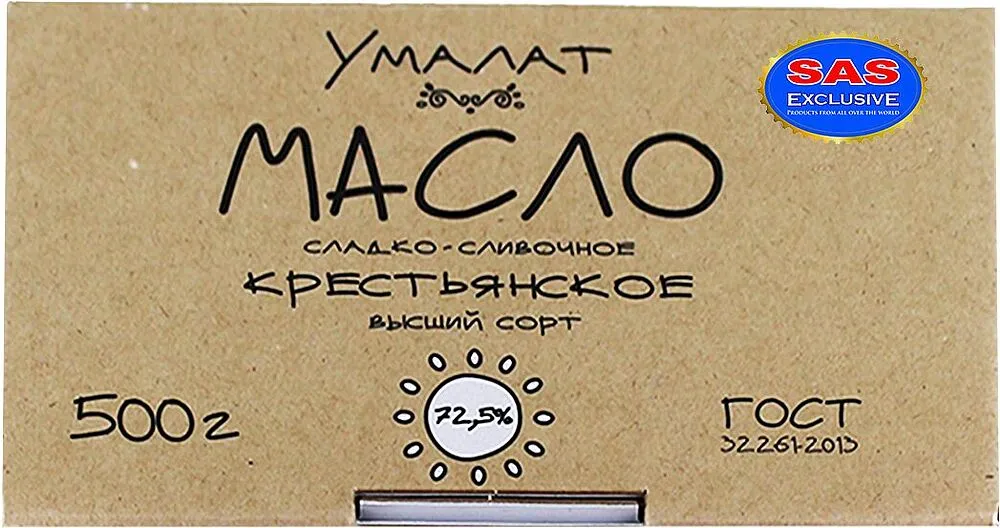 УМАЛАТ
SAS
EXCLUSIVE
PRODUCTS FROM ALL OVER THE WORLD
МАСЛО
СЛАДКО-СЛИВОЧНОЕ
КРЕСТЬЯНСКОЕ
ВЫСШИЙ СОРТ
500г
72,5%
ГОСТ
32261-2013